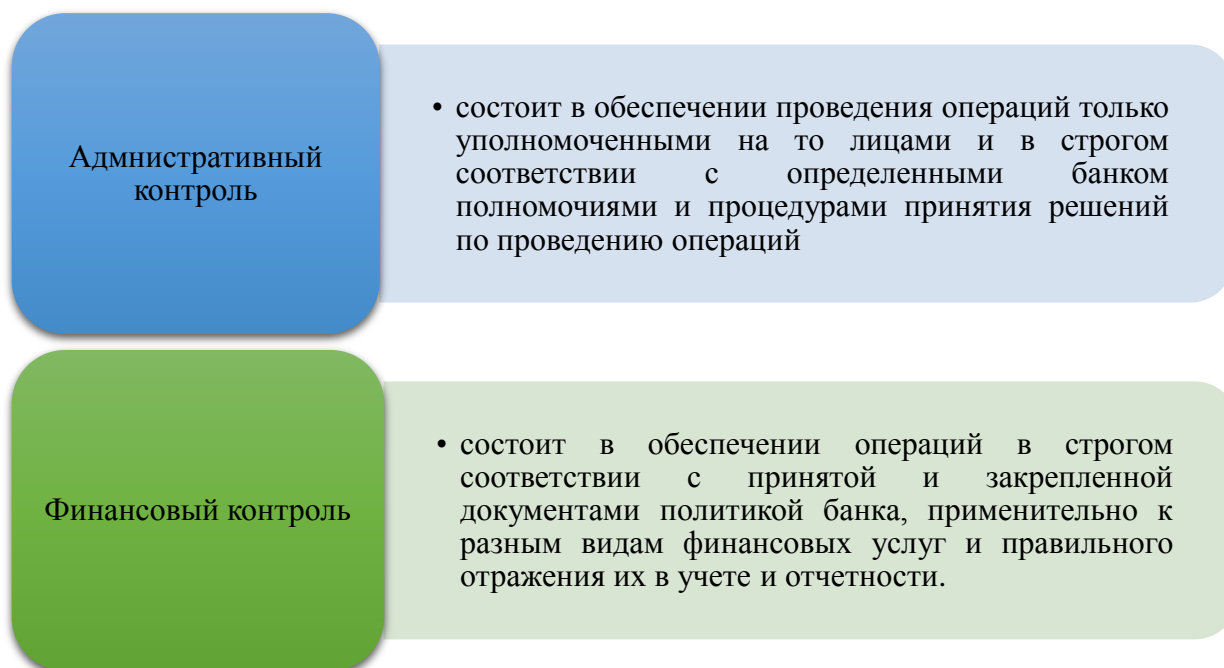 Адмнистративный
контроль
• состоит в обеспечении проведения операций только
уполномоченными на то лицами и в строгом
соответствии с определенными банком
полномочиями и процедурами принятия решений
по проведению операций
Финансовый контроль
• состоит в обеспечении операций в строгом
соответствии с принятой и закрепленной
документами политикой банка, применительно к
разным видам финансовых услуг и правильного
отражения их в учете и отчетности.